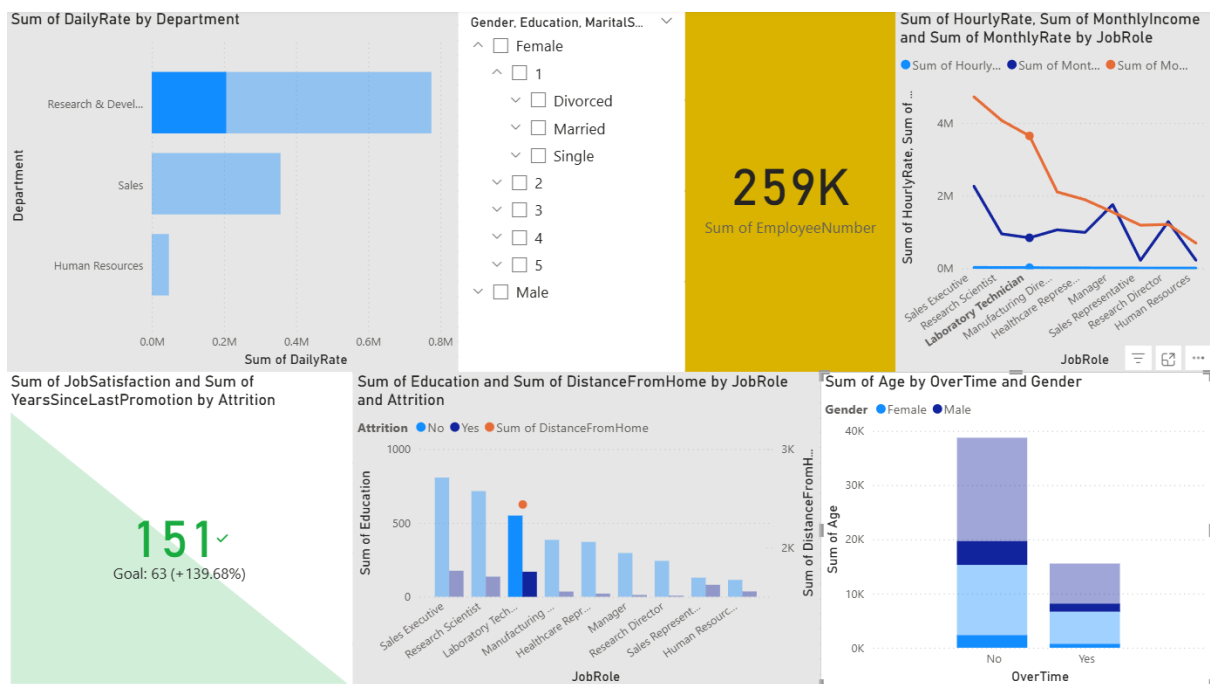 Sum of DailyRate by Department
Department
Research & Devel...
Sales
Human Resources
0.0M 0.2M 0.4M 0.6M 0.8M
Sum of DailyRate
Gender, Education, MaritalS...
Female
1
Divorced
Married
Single
2
3
4
5
Male
259K
Sum of EmployeeNumber
Sum of HourlyRate, Sum of MonthlyIncome
and Sum of MonthlyRate by JobRole
Sum of Hourly... Sum of Mont... Sum of Mo...
Sum of HourlyRate, Sum of ...
4M
2M
0M
Sales Executive
Research Scientist
Laboratory Technician
Manufacturing Dire...
Healthcare Represe...
Manager
Sales Representative
Research Director
Human Resources
JobRole
Sum of JobSatisfaction and Sum of
YearsSinceLastPromotion by Attrition
151
Goal: 63 (+139.68%)
Sum of Education and Sum of DistanceFromHome by JobRole
and Attrition
Attrition No Yes Sum of DistanceFromHome
Sum of Education
1000
500
0
3K
2K
Sum of DistanceFromH...
Sales Executive
Research Scientist
Laboratory Tech...
Manufacturing ...
Healthcare Repr...
Manager
Research Director
Sales Represent...
Human Resourc...
JobRole
Sum of Age by OverTime and Gender
Gender Female Male
Sum of Age
40K
30K
20K
10K
0K
No Yes
OverTime